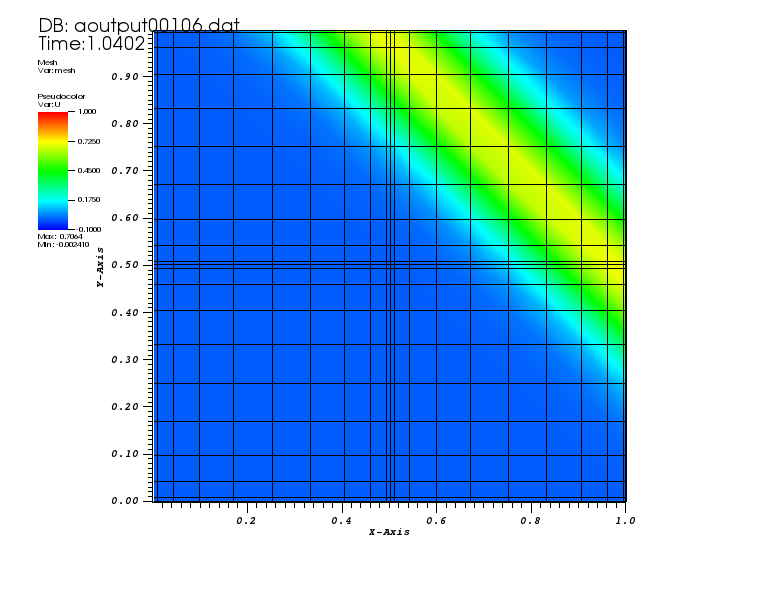 DB: aoutput00106.dat
Time:1.0402
Mesh
Var: mesh
Pseudocolor
Var: U
1.000
0.7250
0.4500
0.1750
-0.1000
Max: 0.7064
Min: -0.002410
0.90
0.80
0.70
0.60
0.50
0.40
0.30
0.20
0.10
0.00
Y-Axis
0.2
0.4
0.6
0.8
1.0
X-Axis